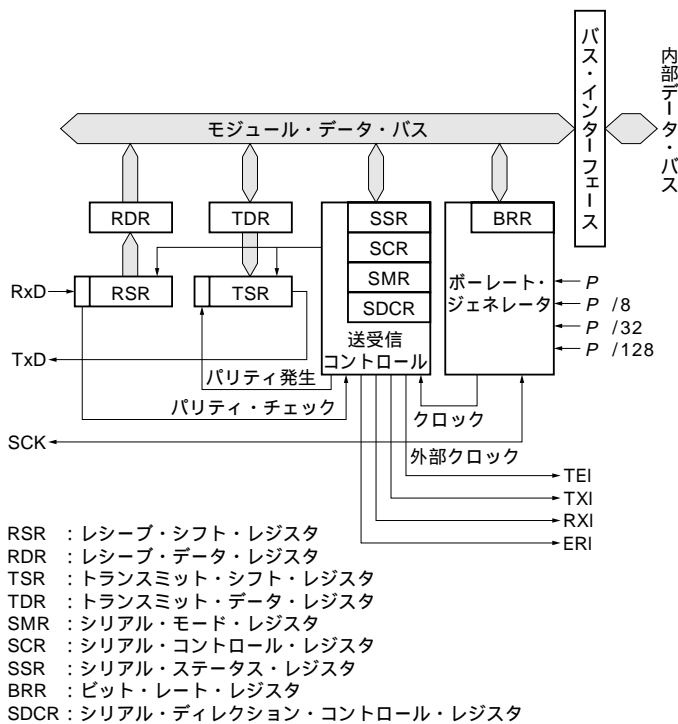 バス・インターフェース
内部データ・バス
モジュール・データ・バス
RDR
TDR
SSR
BRR
SCR
SMR
SDCR
RxD
RSR
TSR
ボーレート・
ジェネレータ
P
P /8
P /32
P /128
TxD
送受信
コントロール
パリティ発生
パリティ・チェック
クロック
SCK
外部クロック
TEI
TXI
RXI
ERI
RSR :レシーブ・シフト・レジスタ
RDR :レシーブ・データ・レジスタ
TSR :トランスミット・シフト・レジスタ
TDR :トランスミット・データ・レジスタ
SMR :シリアル・モード・レジスタ
SCR :シリアル・コントロール・レジスタ
SSR :シリアル・ステータス・レジスタ
BRR :ビット・レート・レジスタ
SDCR:シリアル・ディレクション・コントロール・レジスタ